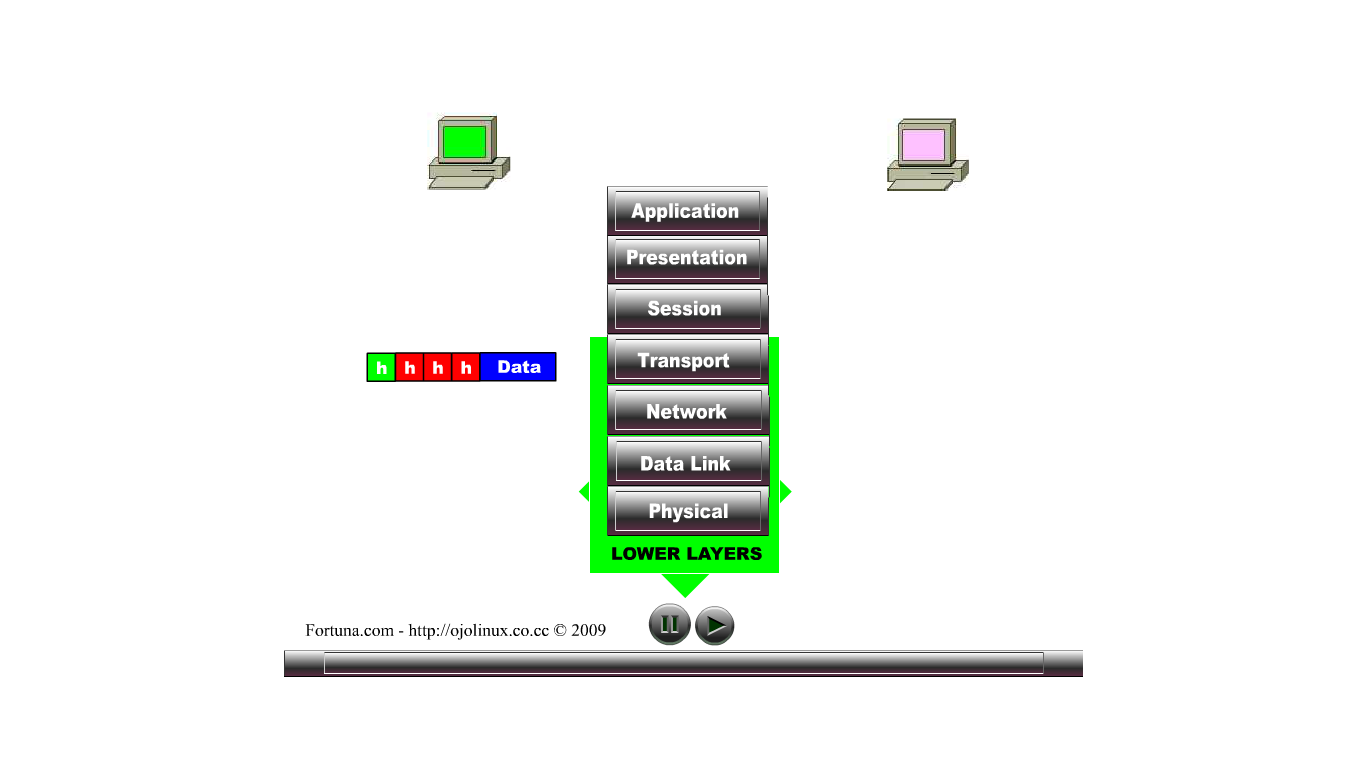 Application
Presentation
Session
Transport
h h h h Data
Network
Data Link
Physical
LOWER LAYERS
Fortuna.com - http://ojolinux.co.cc © 2009